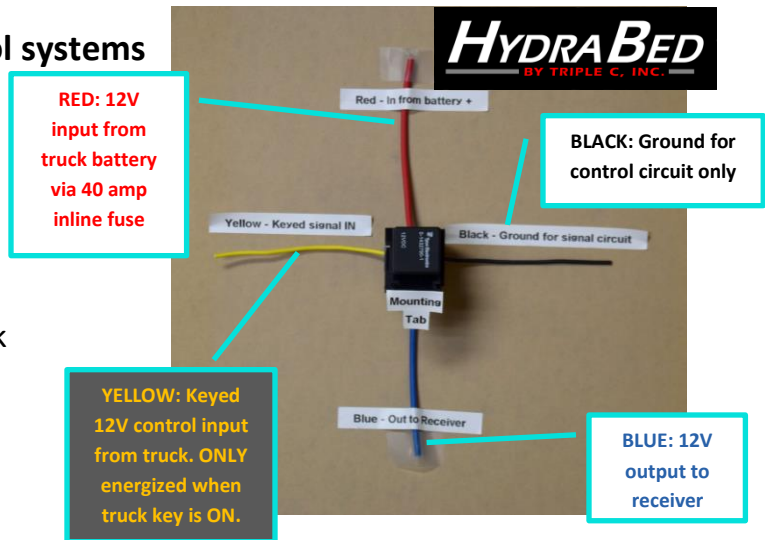 ol systems
HYDRABED
BY TRIPLE C, INC.
RED: 12V
input from
truck battery
via 40 amp
inline fuse
Red - In from battery +
BLACK: Ground for
control circuit only
Yellow - Keyed signal IN
Black - Ground for signal circuit
12VDC
Mounting
Tab
k
YELLOW: Keyed
12V control input
from truck. ONLY
energized when
truck key is ON.
Blue - Out to Receiver
BLUE: 12V
output to
receiver